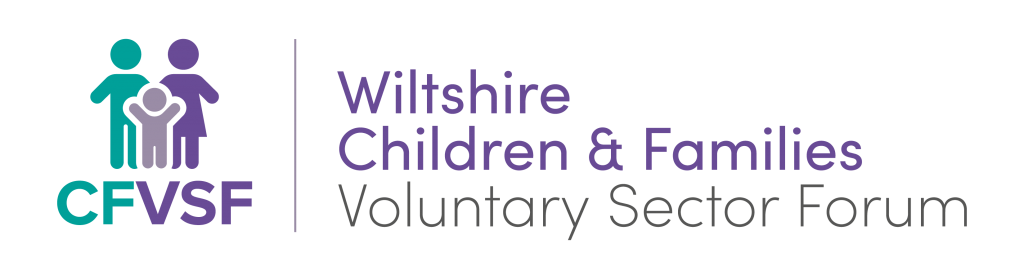 CFVSF
Wiltshire
Children & Families
Voluntary Sector Forum